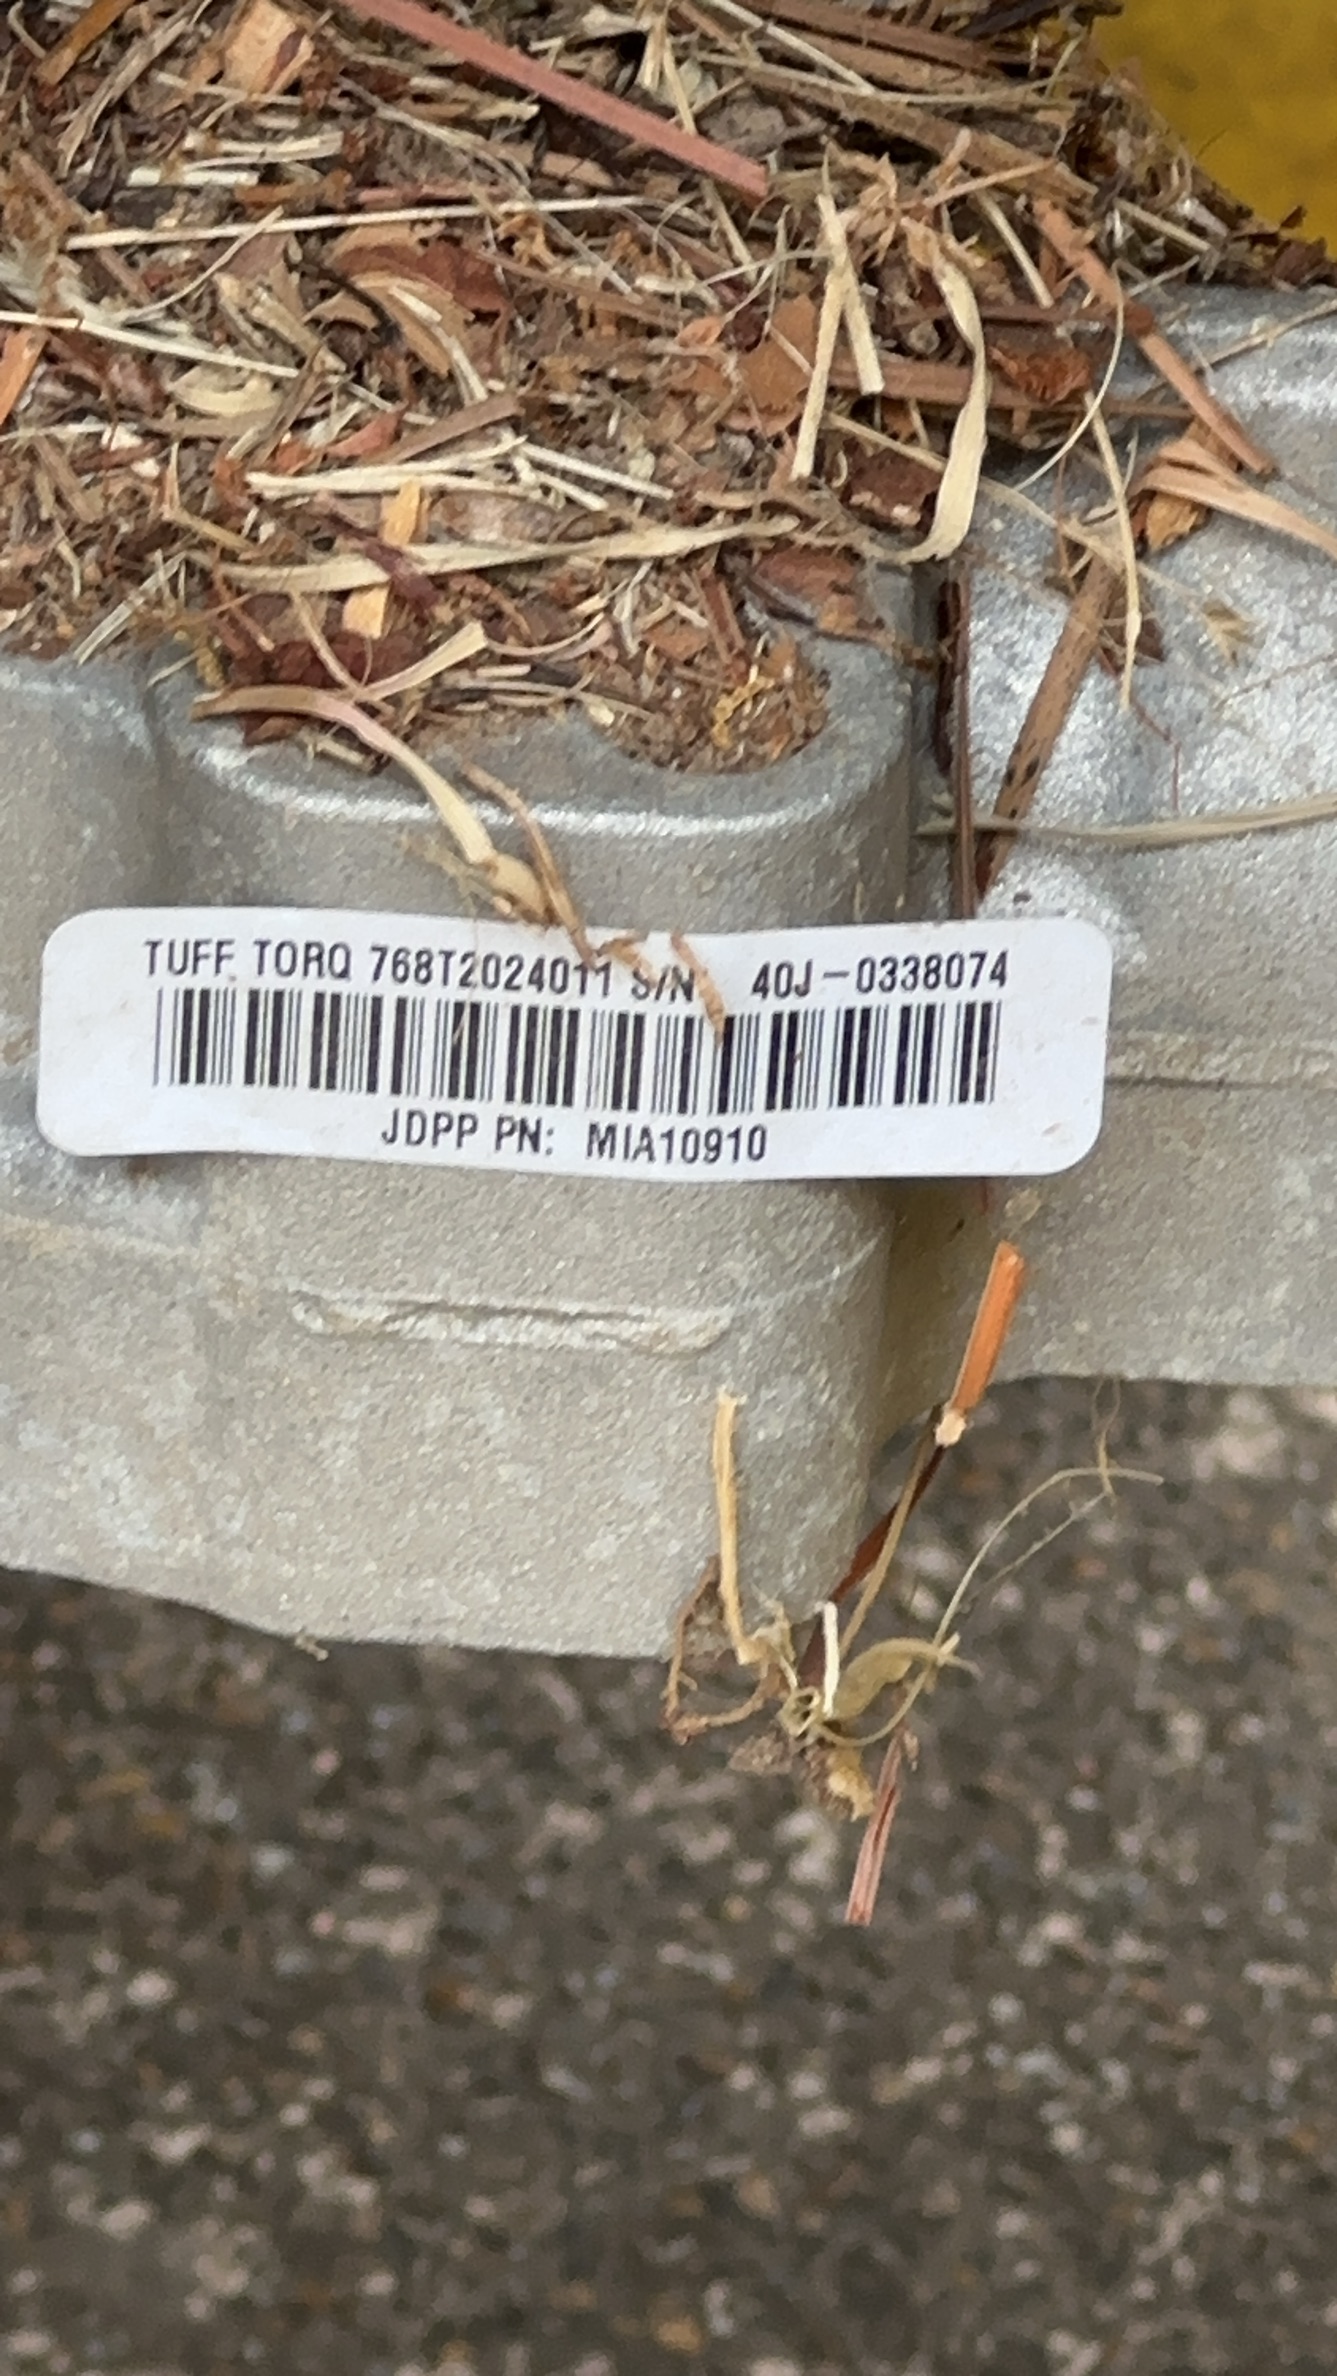 TUFF TORQ 768T2024011 S/N 40J-0338074
JDPP PN: MIA10910